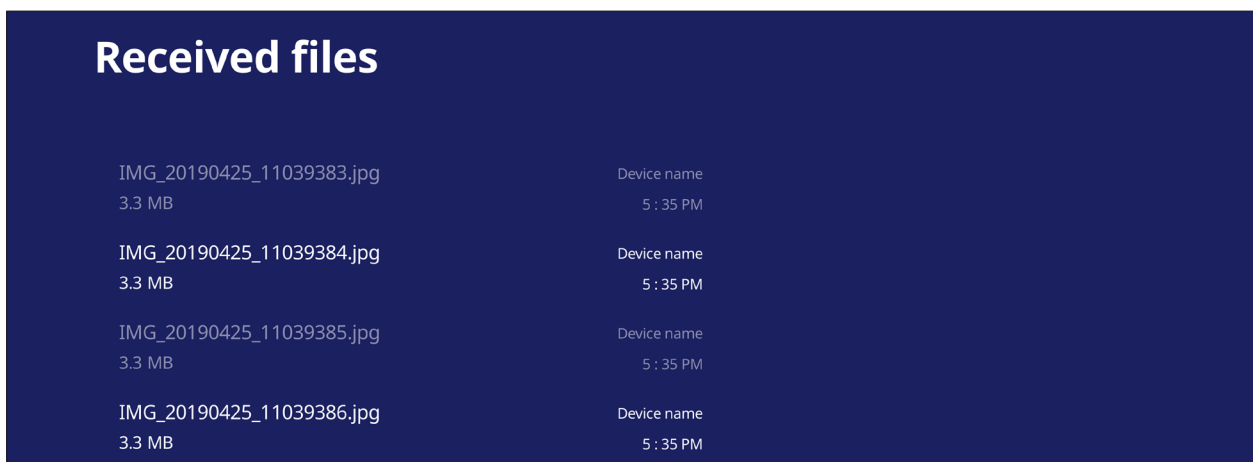 Received files
IMG_20190425_11039383.jpg Device name
3.3 MB 5 : 35 PM
IMG_20190425_11039384.jpg Device name
3.3 MB 5 : 35 PM
IMG_20190425_11039385.jpg Device name
3.3 MB 5 : 35 PM
IMG_20190425_11039386.jpg Device name
3.3 MB 5 : 35 PM